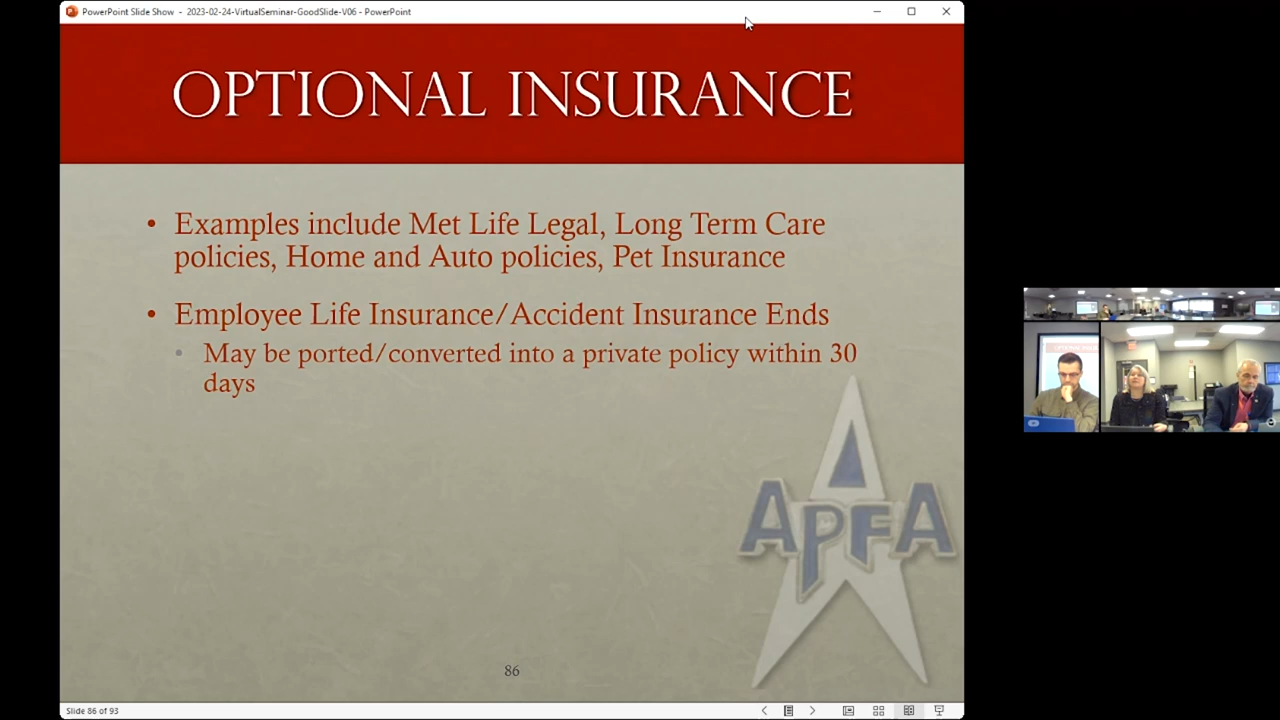 PowerPoint Slide Show - 2023-02-24-VirtualSeminar-GoodSlide-V06 - PowerPoint
OPTIONAL INSURANCE
• Examples include Met Life Legal, Long Term Care
policies, Home and Auto policies, Pet Insurance
• Employee Life Insurance/Accident Insurance Ends
• May be ported/converted into a private policy within 30
days
APFA
86
Slide 86 of 93